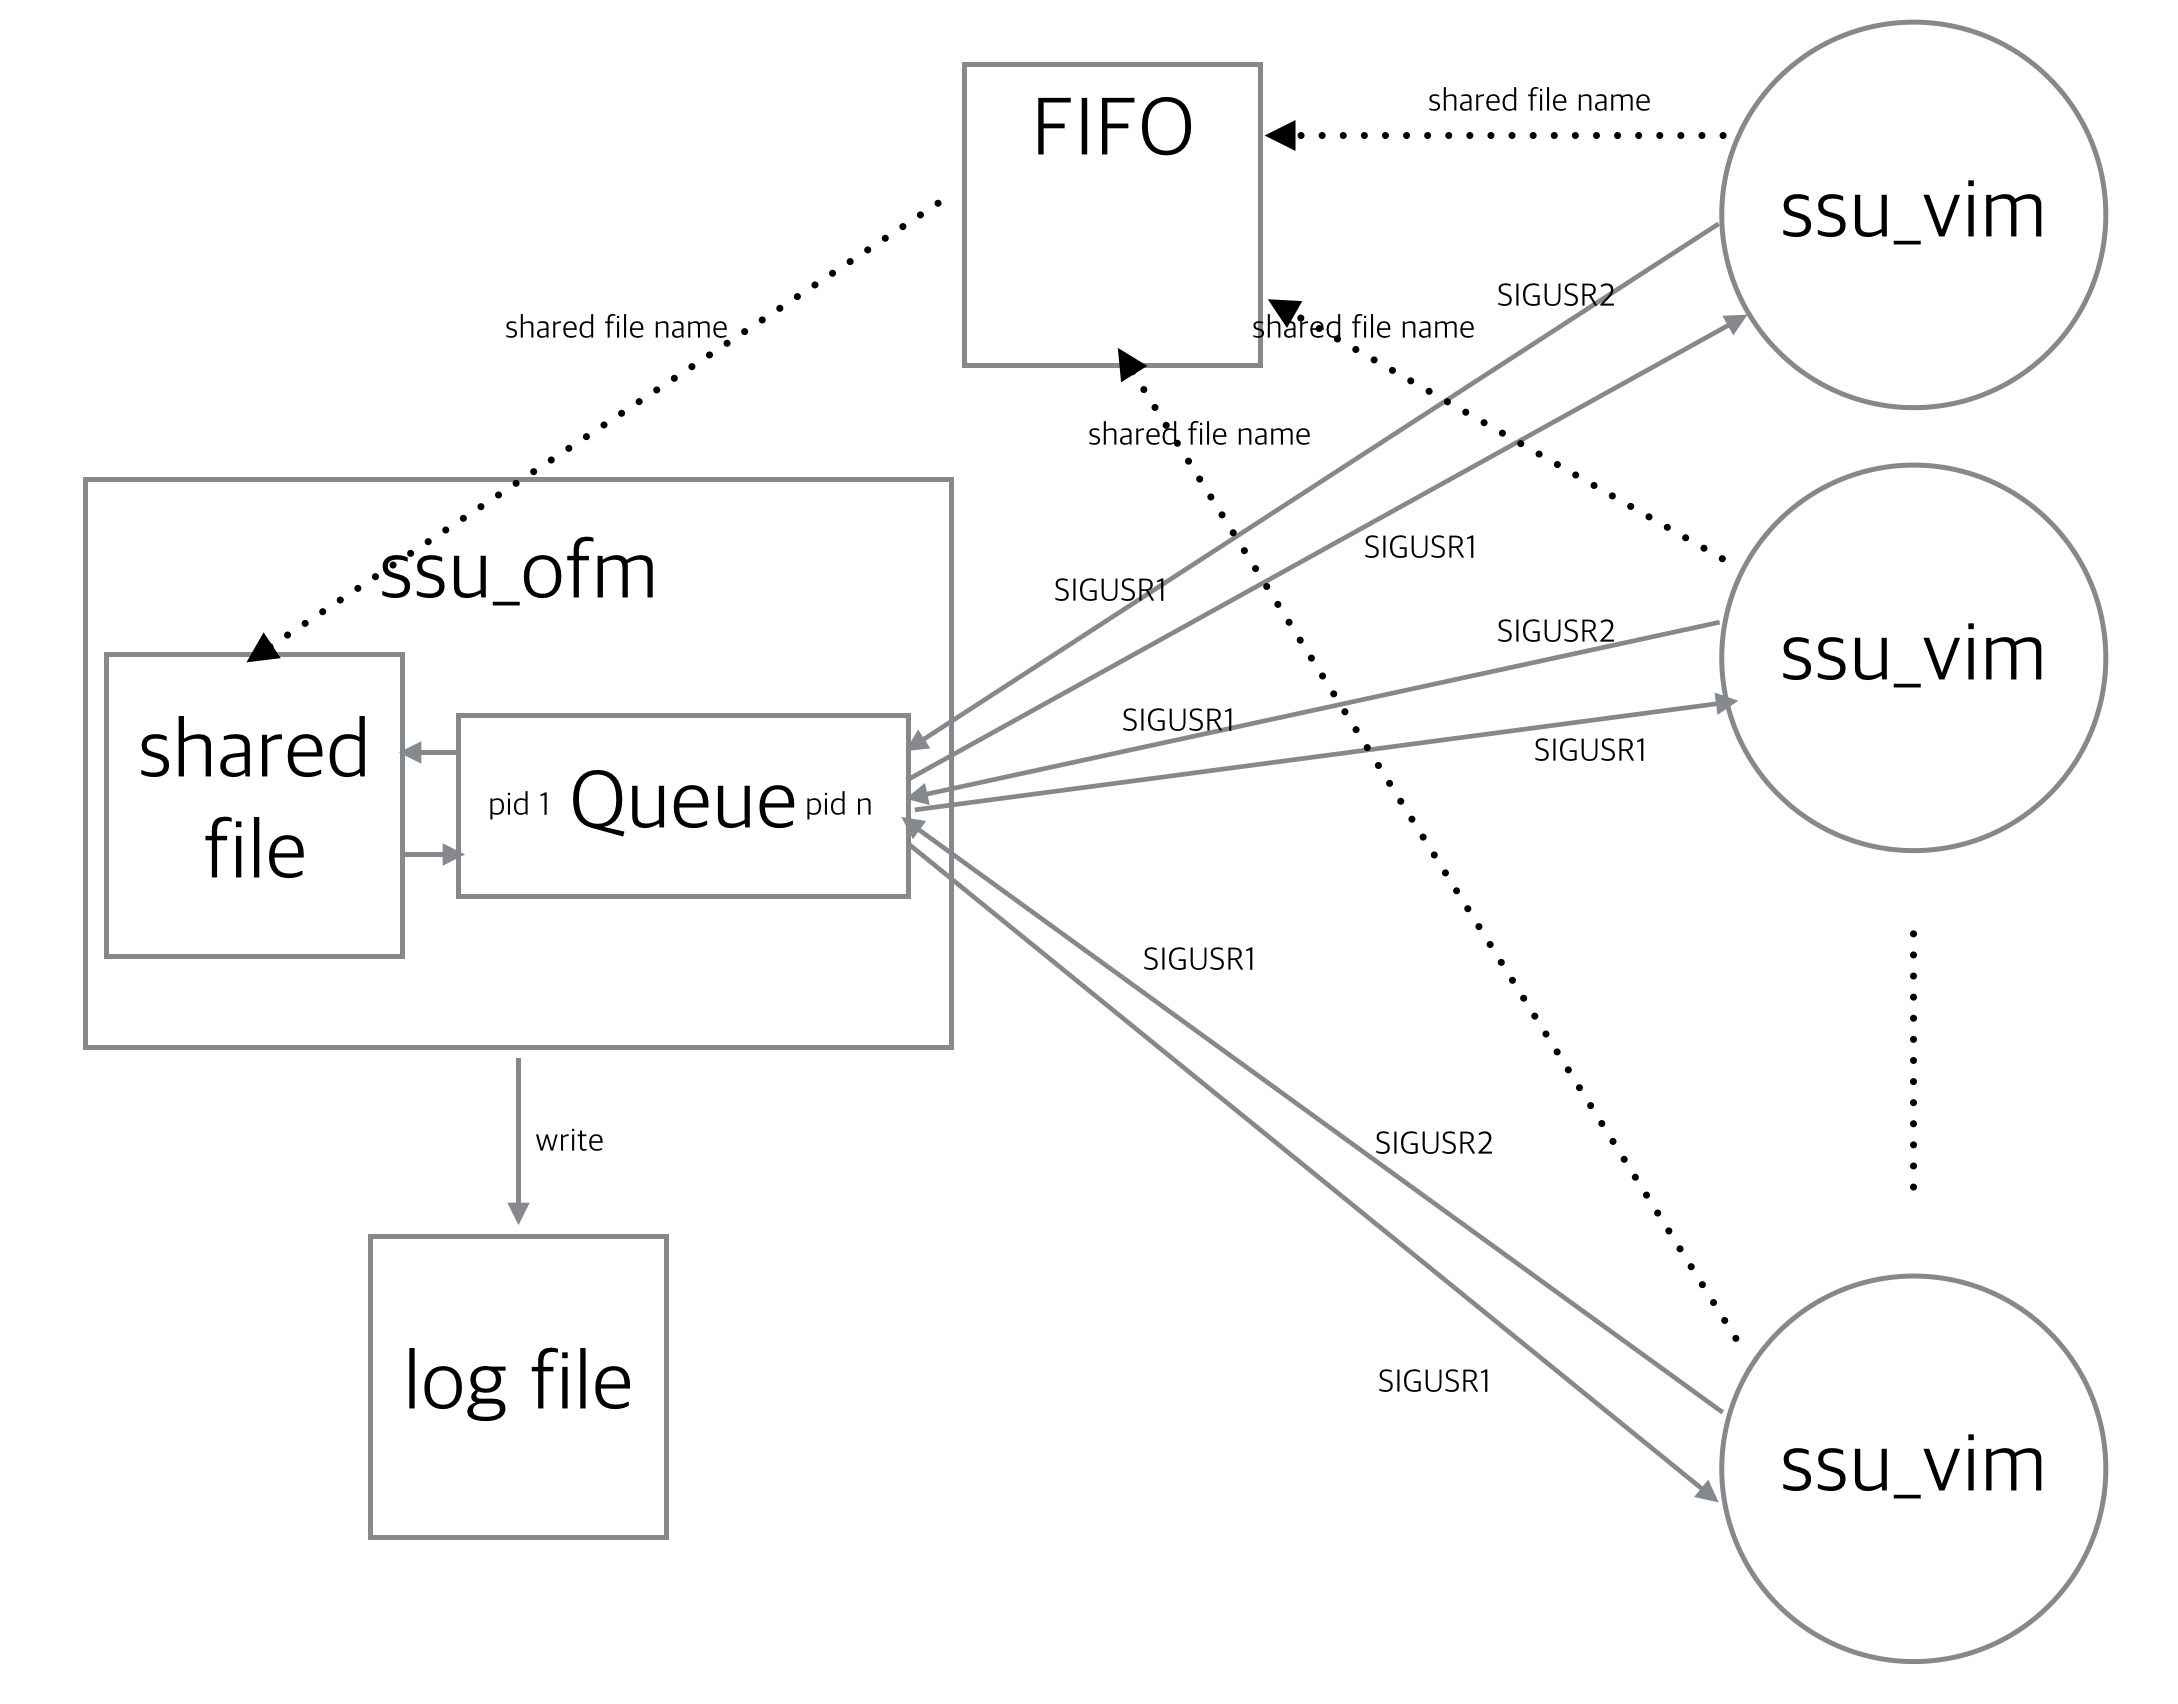 FIFO
shared file name
ssu_vim
SIGUSR2
shared file name
shared file name
shared file name
SIGUSR1
SIGUSR1
ssu_ofm
SIGUSR2
ssu_vim
SIGUSR1
SIGUSR1
shared
file
pid 1
Queue
pid n
SIGUSR1
write
SIGUSR2
log file
SIGUSR1
ssu_vim